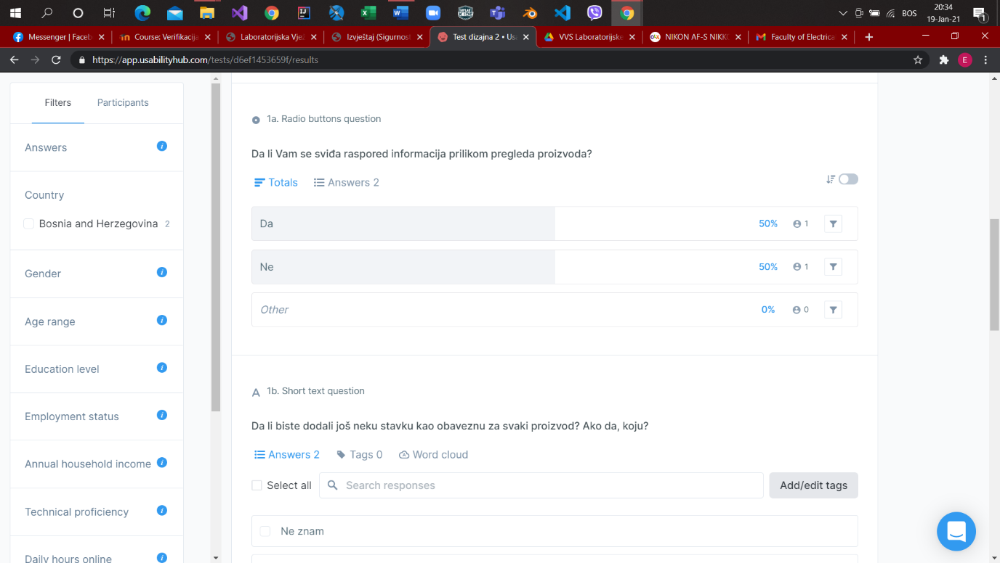 BOS
20:34
19-Jan-21
1
Messenger | Faceb
Course: Verifikacija
Laboratorijska Vjež
Izvještaj (Sigurnost
Test dizajna 2 • Us
VVS Laboratorijske
NIKON AF-S NIKKO
Faculty of Electrica
https://app.usabilityhub.com/tests/d6ef1453659f/results
E
Filters
Participants
Answers
Country
Bosnia and Herzegovina 2
Gender
Age range
Education level
Employment status
Annual household income
Technical proficiency
Daily hours online
1a. Radio buttons question
Da li Vam se sviđa raspored informacija prilikom pregleda proizvoda?
Totals
Answers 2
Da 50% 1
Ne 50% 1
Other 0% 0
1b. Short text question
Da li biste dodali još neku stavku kao obaveznu za svaki proizvod? Ako da, koju?
Answers 2
Tags 0
Word cloud
Select all
Search responses
Add/edit tags
Ne znam